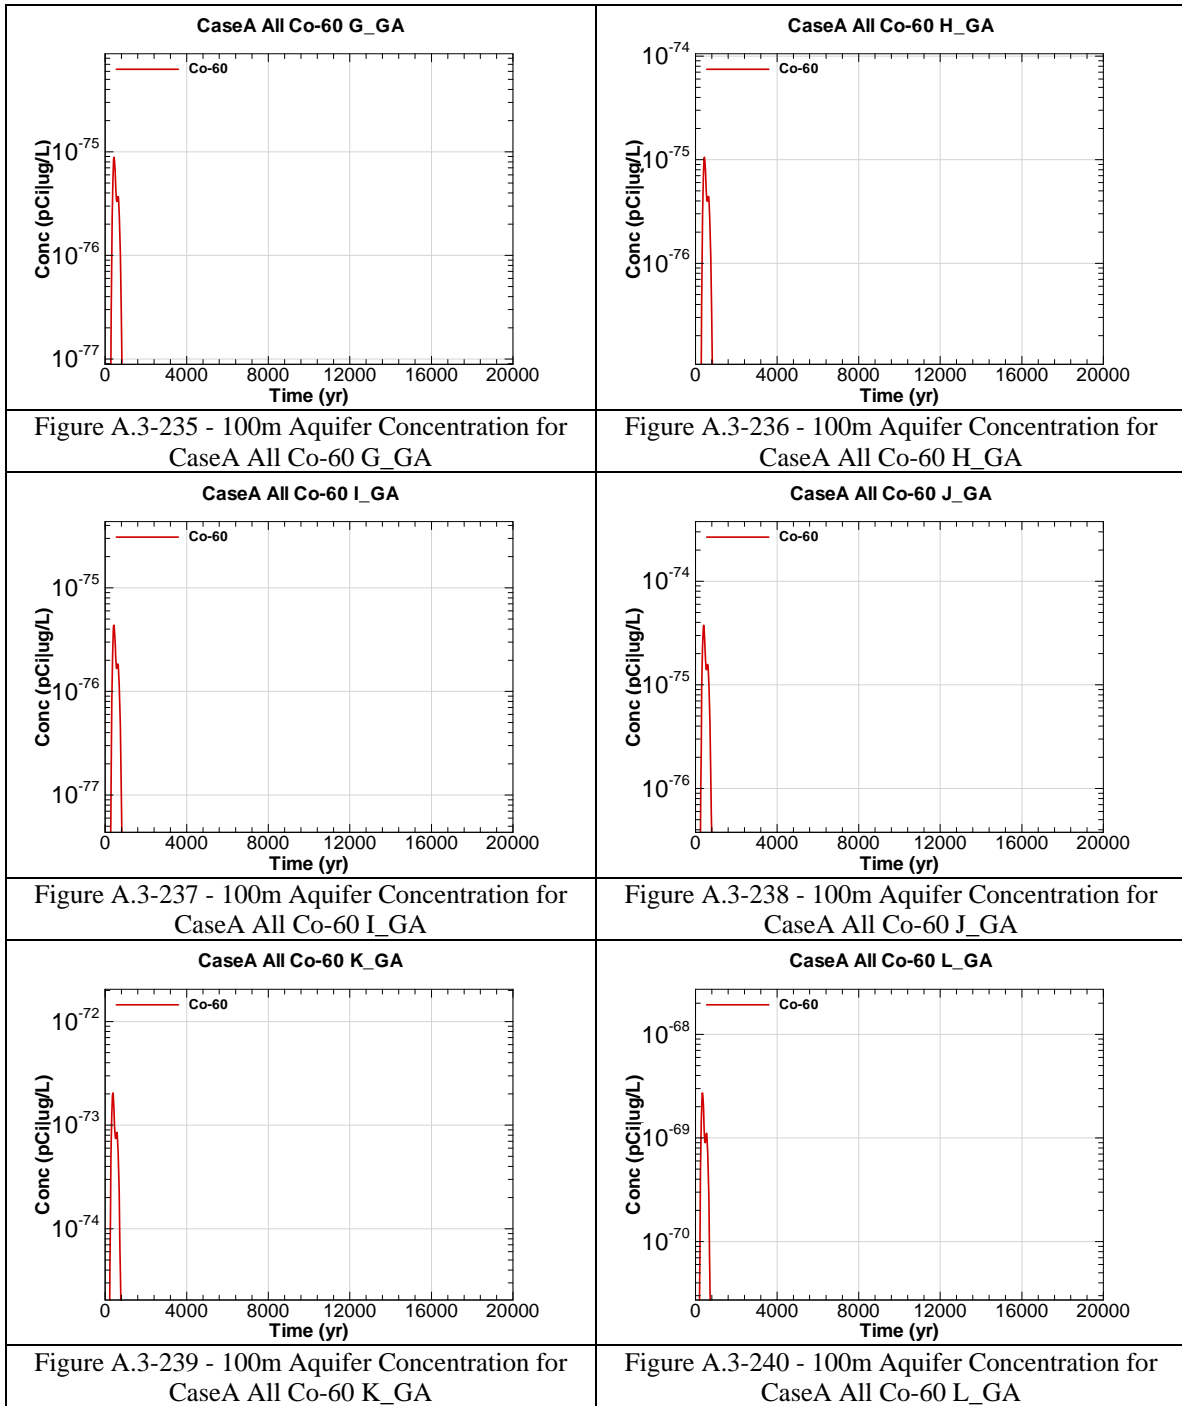 CaseA All Co-60 G_GA
Co-60
10^-75
10^-76
10^-77
Conc (pCi|ug/L)
0 4000 8000 12000 16000 20000
Time (yr)
Figure A.3-235 - 100m Aquifer Concentration for
CaseA All Co-60 G_GA
CaseA All Co-60 H_GA
Co-60
10^-74
10^-75
10^-76
Conc (pCi|ug/L)
0 4000 8000 12000 16000 20000
Time (yr)
Figure A.3-236 - 100m Aquifer Concentration for
CaseA All Co-60 H_GA
CaseA All Co-60 I_GA
Co-60
10^-75
10^-76
10^-77
Conc (pCi|ug/L)
0 4000 8000 12000 16000 20000
Time (yr)
Figure A.3-237 - 100m Aquifer Concentration for
CaseA All Co-60 I_GA
CaseA All Co-60 J_GA
Co-60
10^-74
10^-75
10^-76
Conc (pCi|ug/L)
0 4000 8000 12000 16000 20000
Time (yr)
Figure A.3-238 - 100m Aquifer Concentration for
CaseA All Co-60 J_GA
CaseA All Co-60 K_GA
Co-60
10^-72
10^-73
10^-74
Conc (pCi|ug/L)
0 4000 8000 12000 16000 20000
Time (yr)
Figure A.3-239 - 100m Aquifer Concentration for
CaseA All Co-60 K_GA
CaseA All Co-60 L_GA
Co-60
10^-68
10^-69
10^-70
Conc (pCi|ug/L)
0 4000 8000 12000 16000 20000
Time (yr)
Figure A.3-240 - 100m Aquifer Concentration for
CaseA All Co-60 L_GA